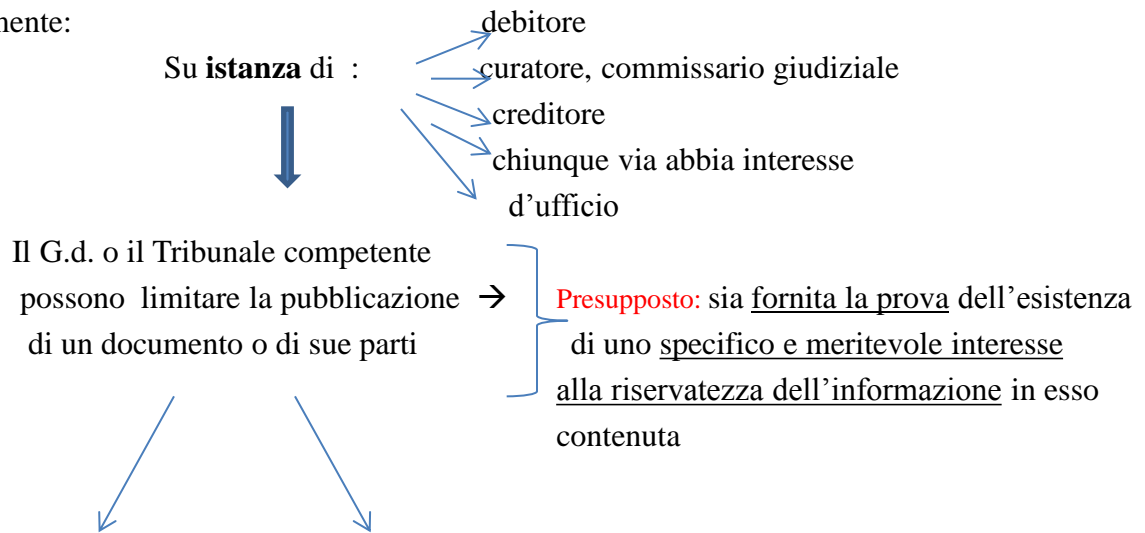 nente:
debitore
Su istanza di :
curatore, commissario giudiziale
creditore
chiunque via abbia interesse
d’ufficio
Il G.d. o il Tribunale competente
possono limitare la pubblicazione →
di un documento o di sue parti
Presupposto: sia fornita la prova dell’esistenza
di uno specifico e meritevole interesse
alla riservatezza dell’informazione in esso
contenuta